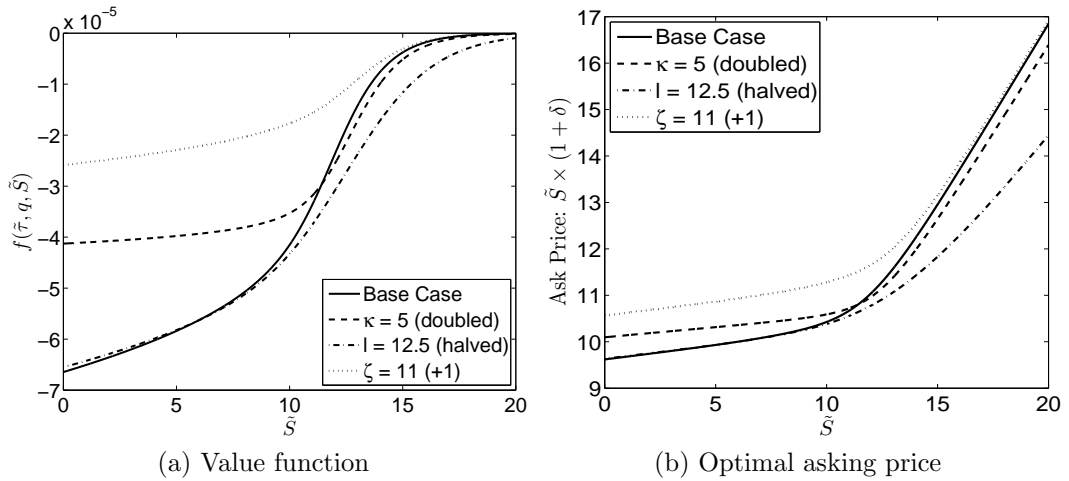 x 10⁻⁵
0
−1
−2
−3
−4
−5
−6
−7
f(τ̃, q, S̃)
0 5 10 15 20
S̃
Base Case
κ = 5 (doubled)
l = 12.5 (halved)
ζ = 11 (+1)
(a) Value function
17
16
15
14
13
12
11
10
9
Ask Price: S̃ × (1 + δ)
0 5 10 15 20
S̃
Base Case
κ = 5 (doubled)
l = 12.5 (halved)
ζ = 11 (+1)
(b) Optimal asking price